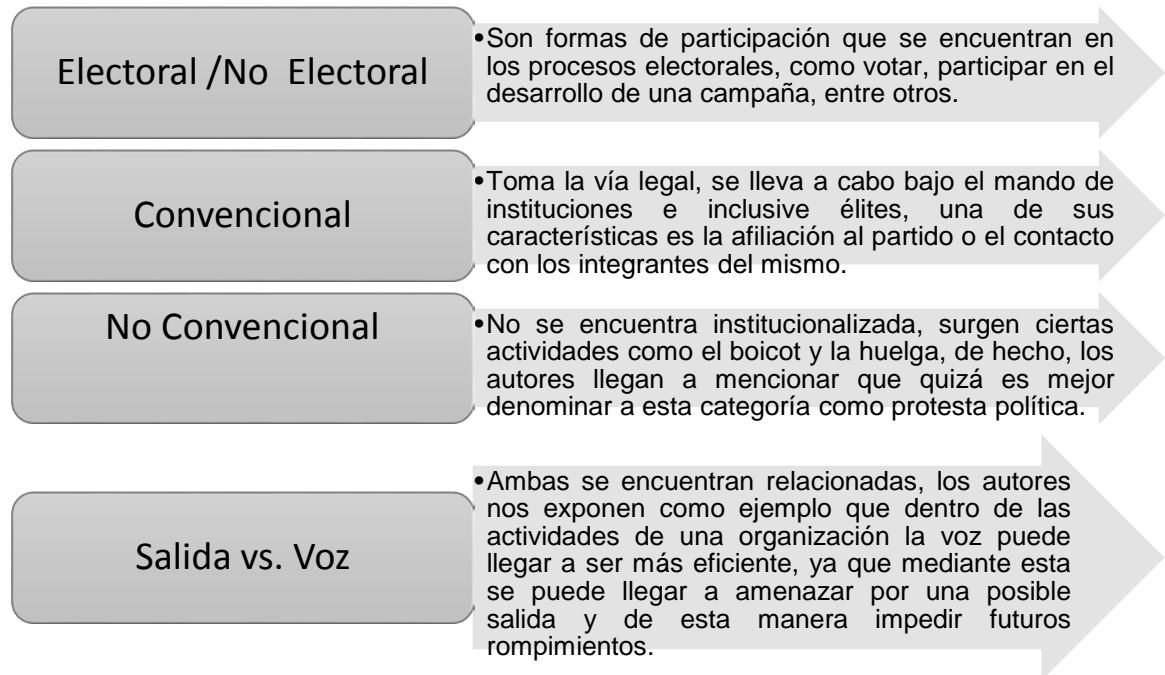 Electoral /No Electoral
•Son formas de participación que se encuentran en
los procesos electorales, como votar, participar en el
desarrollo de una campaña, entre otros.
Convencional
•Toma la vía legal, se lleva a cabo bajo el mando de
instituciones e inclusive élites, una de sus
características es la afiliación al partido o el contacto
con los integrantes del mismo.
No Convencional
•No se encuentra institucionalizada, surgen ciertas
actividades como el boicot y la huelga, de hecho, los
autores llegan a mencionar que quizá es mejor
denominar a esta categoría como protesta política.
Salida vs. Voz
•Ambas se encuentran relacionadas, los autores
nos exponen como ejemplo que dentro de las
actividades de una organización la voz puede
llegar a ser más eficiente, ya que mediante esta
se puede llegar a amenazar por una posible
salida y de esta manera impedir futuros
rompimientos.